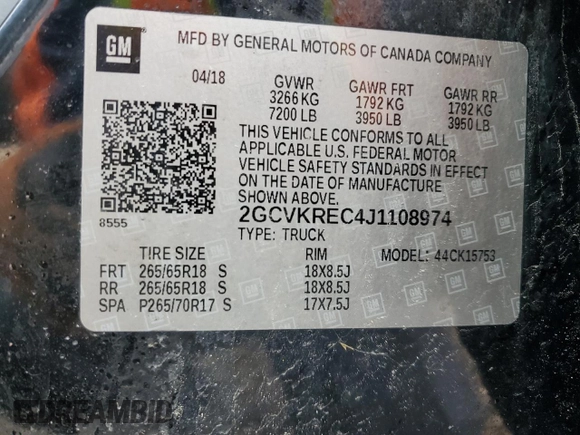 GM
MFD BY GENERAL MOTORS OF CANADA COMPANY
04/18 GVWR GAWR FRT GAWR RR
3266 KG 1792 KG 1792 KG
7200 LB 3950 LB 3950 LB
THIS VEHICLE CONFORMS TO ALL
APPLICABLE U.S. FEDERAL MOTOR
VEHICLE SAFETY STANDARDS IN EFFECT
ON THE DATE OF MANUFACTURE
SHOWN ABOVE.
8555
2GCVKREC4J1108974
TYPE: TRUCK MODEL: 44CK15753
TIRE SIZE RIM
FRT 265/65R18 S 18X8.5J
RR 265/65R18 S 18X8.5J
SPA P265/70R17 S 17X7.5J
DREAMBID